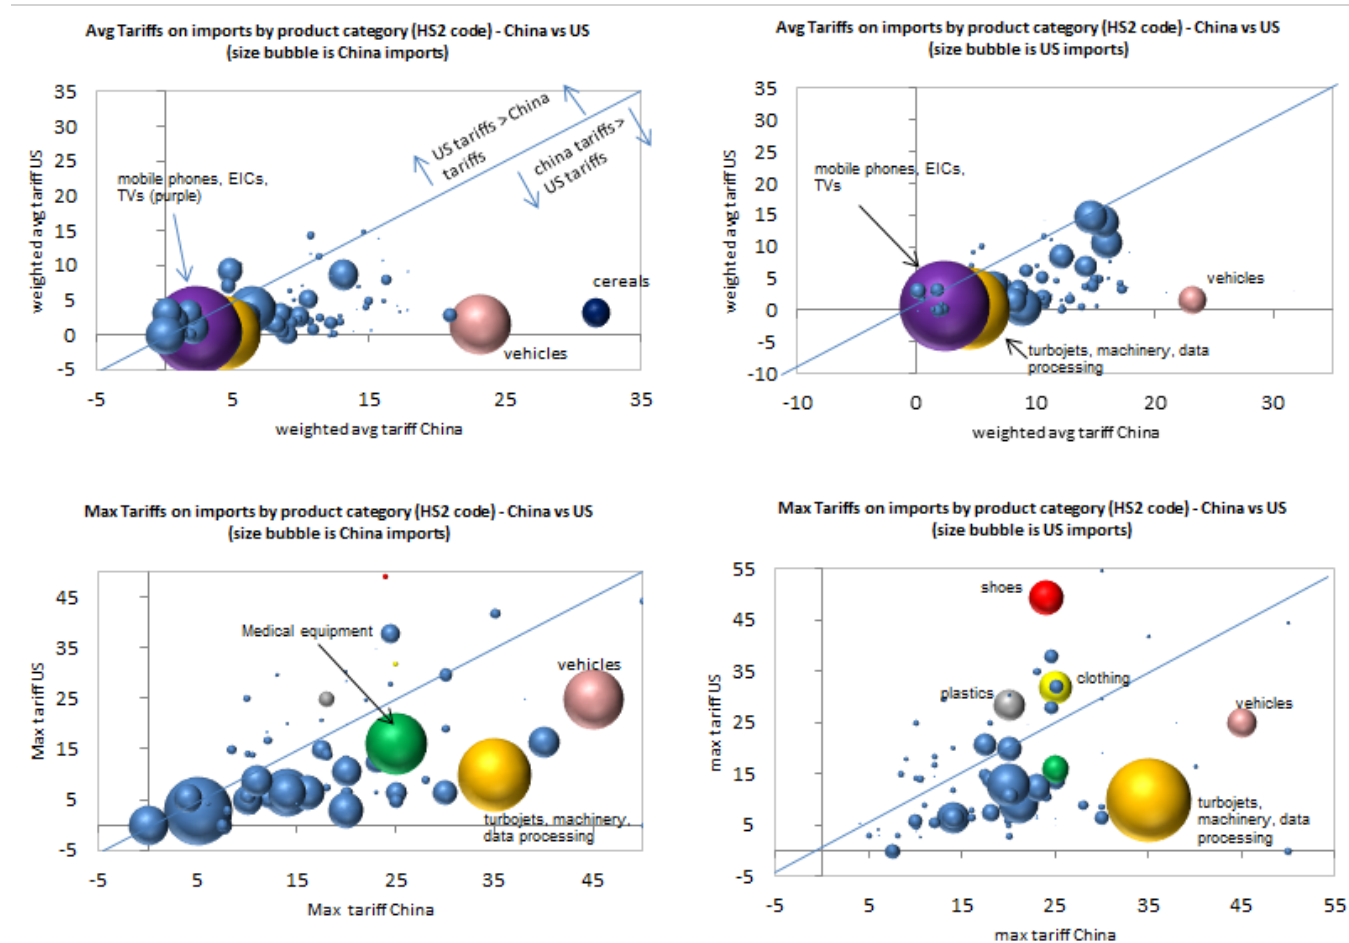 Avg Tariffs on imports by product category (HS2 code) - China vs US
(size bubble is China imports)
35
30
25
20
15
10
5
0
-5
weighted avg tariff US
mobile phones, EICs,
TVs (purple)
US tariffs > China
tariffs
china tariffs >
US tariffs
cereals
vehicles
-5
5
15
25
35
weighted avg tariff China
Avg Tariffs on imports by product category (HS2 code) - China vs US
(size bubble is US imports)
35
30
25
20
15
10
5
0
-5
-10
weighted avg tariff US
mobile phones, EICs,
TVs
vehicles
turbojets, machinery, data
processing
-10
0
10
20
30
weighted avg tariff China
Max Tariffs on imports by product category (HS2 code) - China vs US
(size bubble is China imports)
45
35
25
15
5
-5
Max tariff US
Medical equipment
vehicles
turbojets, machinery,
data processing
-5
5
15
25
35
45
Max tariff China
Max Tariffs on imports by product category (HS2 code) - China vs US
(size bubble is US imports)
55
45
35
25
15
5
-5
max tariff US
shoes
clothing
plastics
vehicles
turbojets,
machinery, data
processing
-5
5
15
25
35
45
55
max tariff China